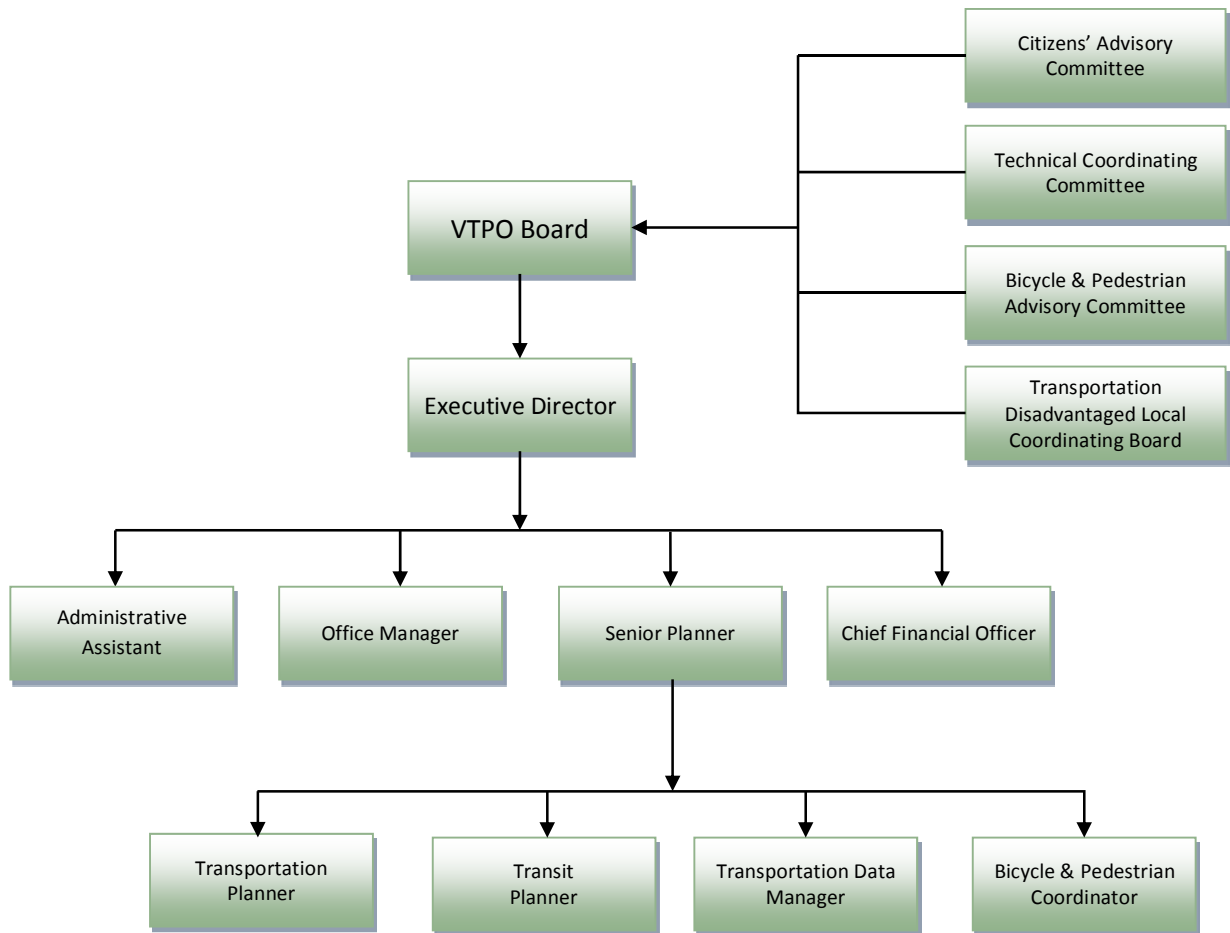 Citizens’ Advisory
Committee
Technical Coordinating
Committee
VTPO Board
Bicycle & Pedestrian
Advisory Committee
Executive Director
Transportation
Disadvantaged Local
Coordinating Board
Administrative
Assistant
Office Manager
Senior Planner
Chief Financial Officer
Transportation
Planner
Transit
Planner
Transportation Data
Manager
Bicycle & Pedestrian
Coordinator